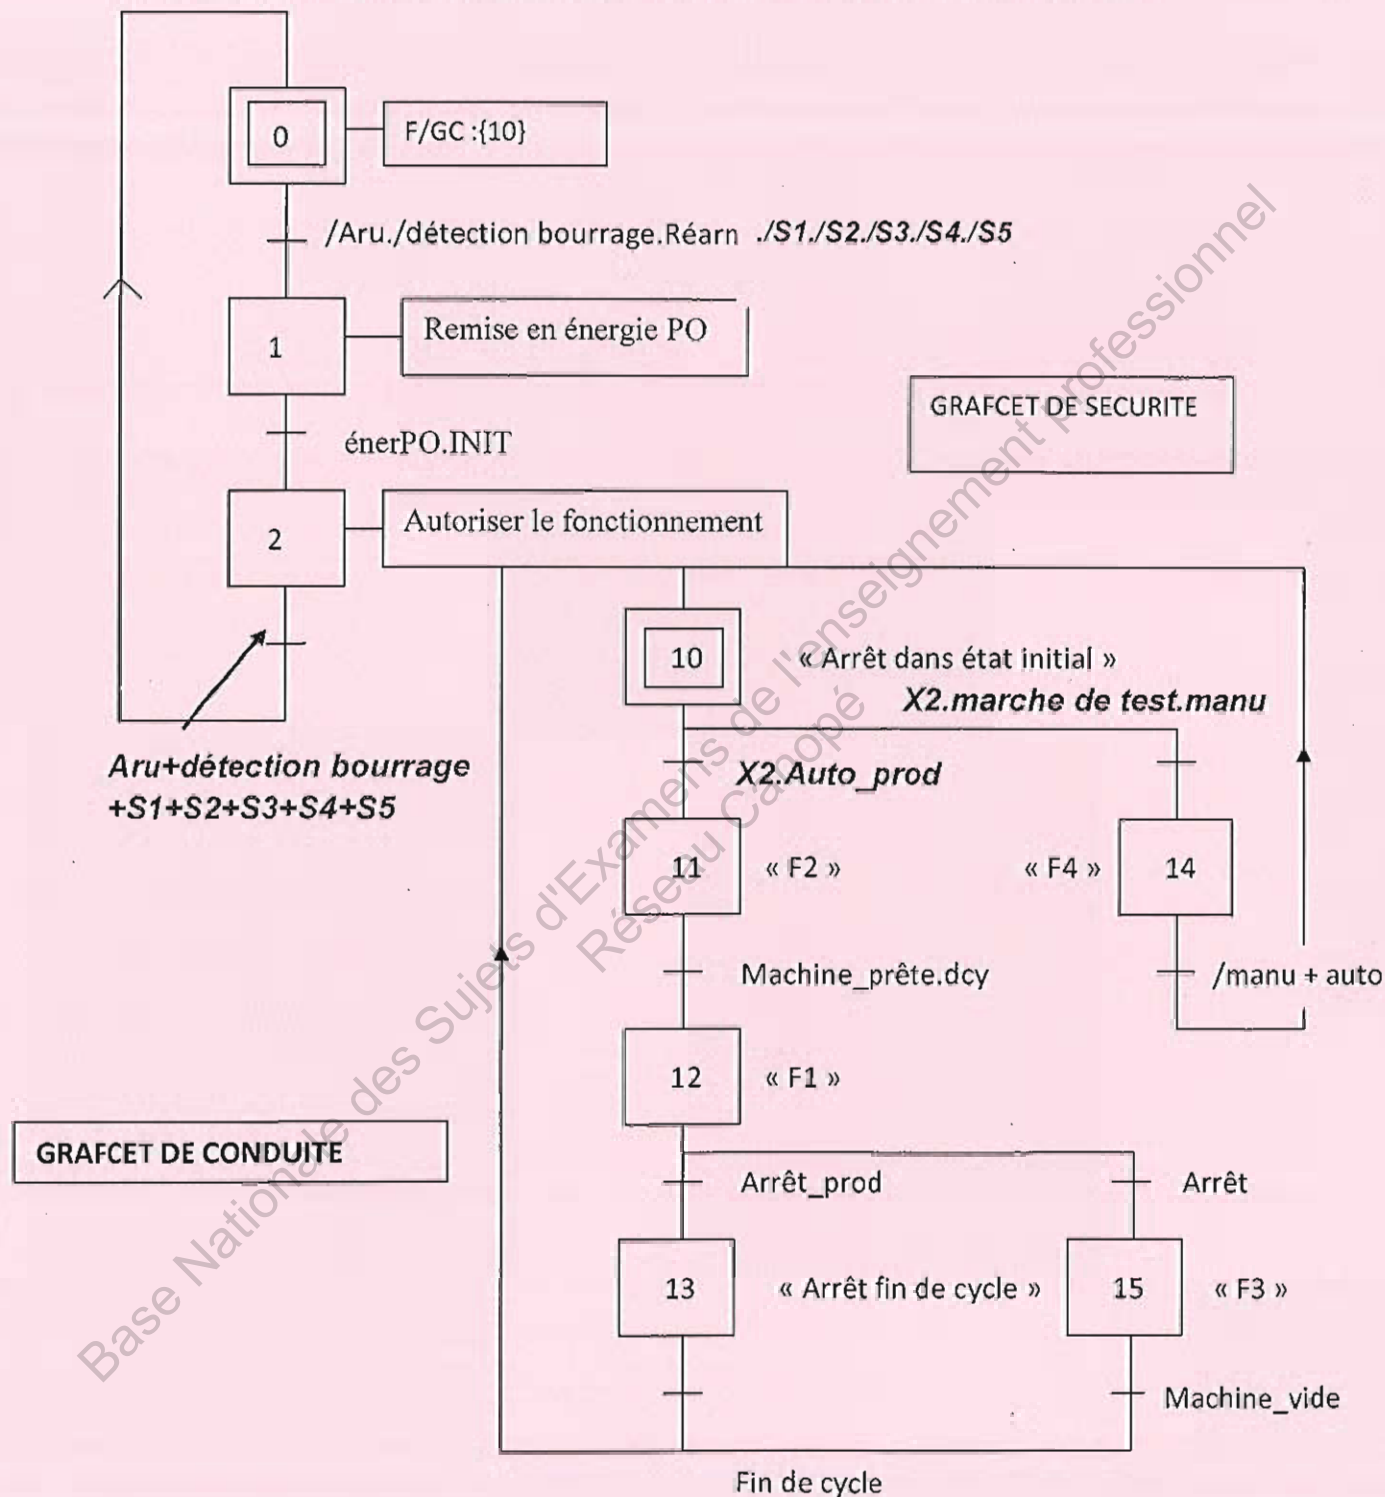 0
F/GC :{10}
/Aru./détection bourrage.Réarn ./S1./S2./S3./S4./S5
1
Remise en énergie PO
GRAFCET DE SECURITE
énerPO.INIT
2
Autoriser le fonctionnement
10
« Arrêt dans état initial »
X2.marche de test.manu
Aru+détection bourrage
+S1+S2+S3+S4+S5
X2.Auto_prod
11
« F2 »
« F4 »
14
Machine_prête.dcy
/manu + auto
12
« F1 »
GRAFCET DE CONDUITE
Arrêt_prod
Arrêt
13
« Arrêt fin de cycle »
15
« F3 »
Machine_vide
Fin de cycle
Base Nationale des Sujets d'Examens de l'enseignement professionnel
Réseau Canopé